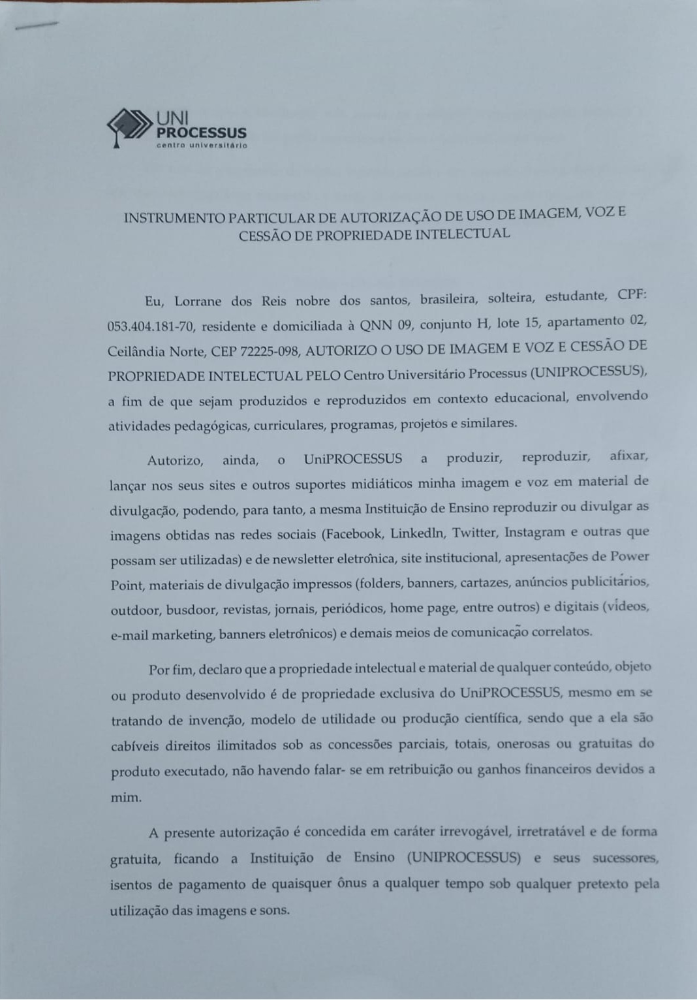 UNI
PROCESSUS
centro universitário
INSTRUMENTO PARTICULAR DE AUTORIZAÇÃO DE USO DE IMAGEM, VOZ E
CESSÃO DE PROPRIEDADE INTELECTUAL
Eu, Lorrane dos Reis nobre dos santos, brasileira, solteira, estudante, CPF:
053.404.181-70, residente e domiciliada à QNN 09, conjunto H, lote 15, apartamento 02,
Ceilândia Norte, CEP 72225-098, AUTORIZO O USO DE IMAGEM E VOZ E CESSÃO DE
PROPRIEDADE INTELECTUAL PELO Centro Universitário Processus (UNIPROCESSUS),
a fim de que sejam produzidos e reproduzidos em contexto educacional, envolvendo
atividades pedagógicas, curriculares, programas, projetos e similares.
Autorizo, ainda, o UniPROCESSUS a produzir, reproduzir, afixar,
lançar nos seus sites e outros suportes midiáticos minha imagem e voz em material de
divulgação, podendo, para tanto, a mesma Instituição de Ensino reproduzir ou divulgar as
imagens obtidas nas redes sociais (Facebook, Linkedln, Twitter, Instagram e outras que
possam ser utilizadas) e de newsletter eletrônica, site institucional, apresentações de Power
Point, materiais de divulgação impressos (folders, banners, cartazes, anúncios publicitários,
outdoor, busdoor, revistas, jornais, periódicos, home page, entre outros) e digitais (vídeos,
e-mail marketing, banners eletrônicos) e demais meios de comunicação correlatos.
Por fim, declaro que a propriedade intelectual e material de qualquer conteúdo, objeto
ou produto desenvolvido é de propriedade exclusiva do UniPROCESSUS, mesmo em se
tratando de invenção, modelo de utilidade ou produção científica, sendo que a ela são
cabíveis direitos ilimitados sob as concessões parciais, totais, onerosas ou gratuitas do
produto executado, não havendo falar- se em retribuição ou ganhos financeiros devidos a
mim.
A presente autorização é concedida em caráter irrevogável, irretratável e de forma
gratuita, ficando a Instituição de Ensino (UNIPROCESSUS) e seus sucessores,
isentos de pagamento de quaisquer ônus a qualquer tempo sob qualquer pretexto pela
utilização das imagens e sons.